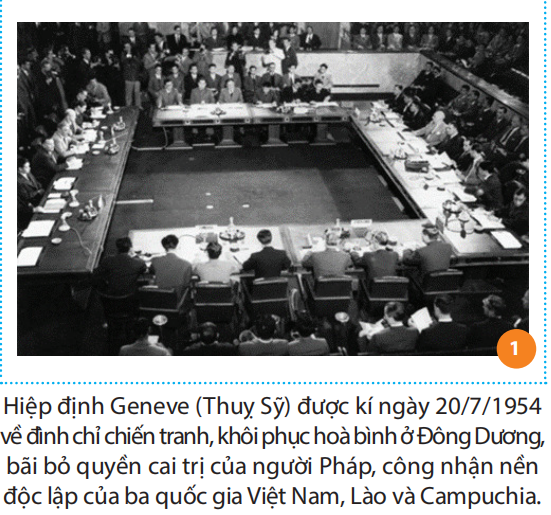 1
Hiệp định Geneve (Thuỵ Sỹ) được kí ngày 20/7/1954
về đình chỉ chiến tranh, khôi phục hoà bình ở Đông Dương,
bãi bỏ quyền cai trị của người Pháp, công nhận nền
độc lập của ba quốc gia Việt Nam, Lào và Campuchia.